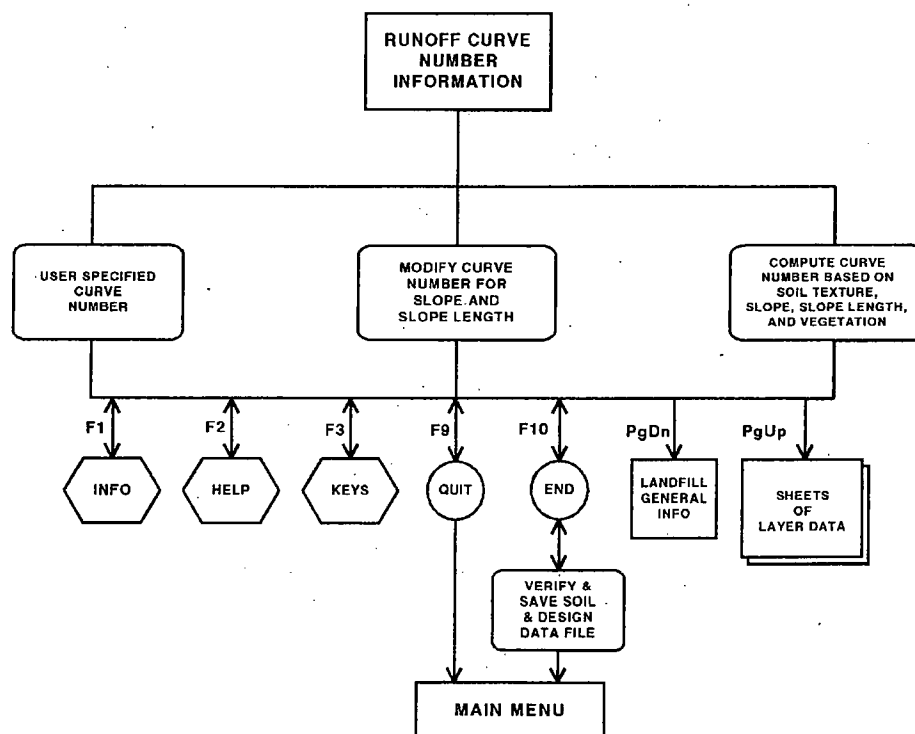 RUNOFF CURVE
NUMBER
INFORMATION
USER SPECIFIED
CURVE
NUMBER
MODIFY CURVE
NUMBER FOR
SLOPE AND
SLOPE LENGTH
COMPUTE CURVE
NUMBER BASED ON
SOIL TEXTURE,
SLOPE, SLOPE LENGTH,
AND VEGETATION
F1
F2
F3
F9
F10
PgDn
PgUp
INFO
HELP
KEYS
QUIT
END
LANDFILL
GENERAL
INFO
SHEETS
OF
LAYER DATA
VERIFY &
SAVE SOIL
& DESIGN
DATA FILE
MAIN MENU